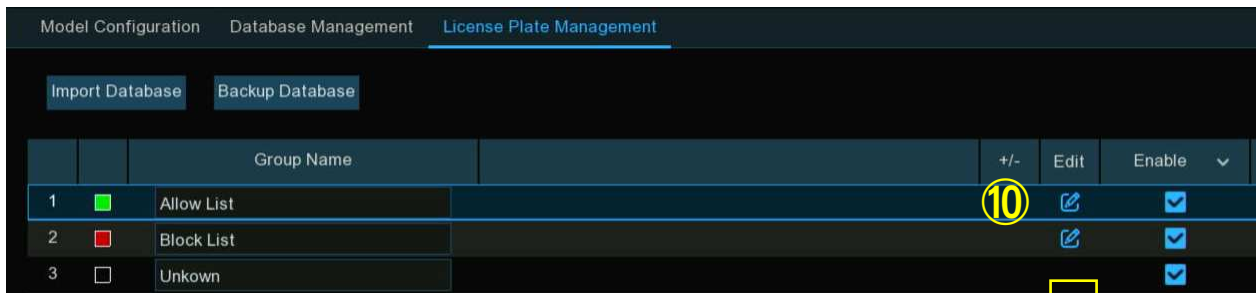 Model Configuration Database Management License Plate Management
Import Database Backup Database
Group Name +/- Edit Enable
1 Allow List ⑩
2 Block List
3 Unkown